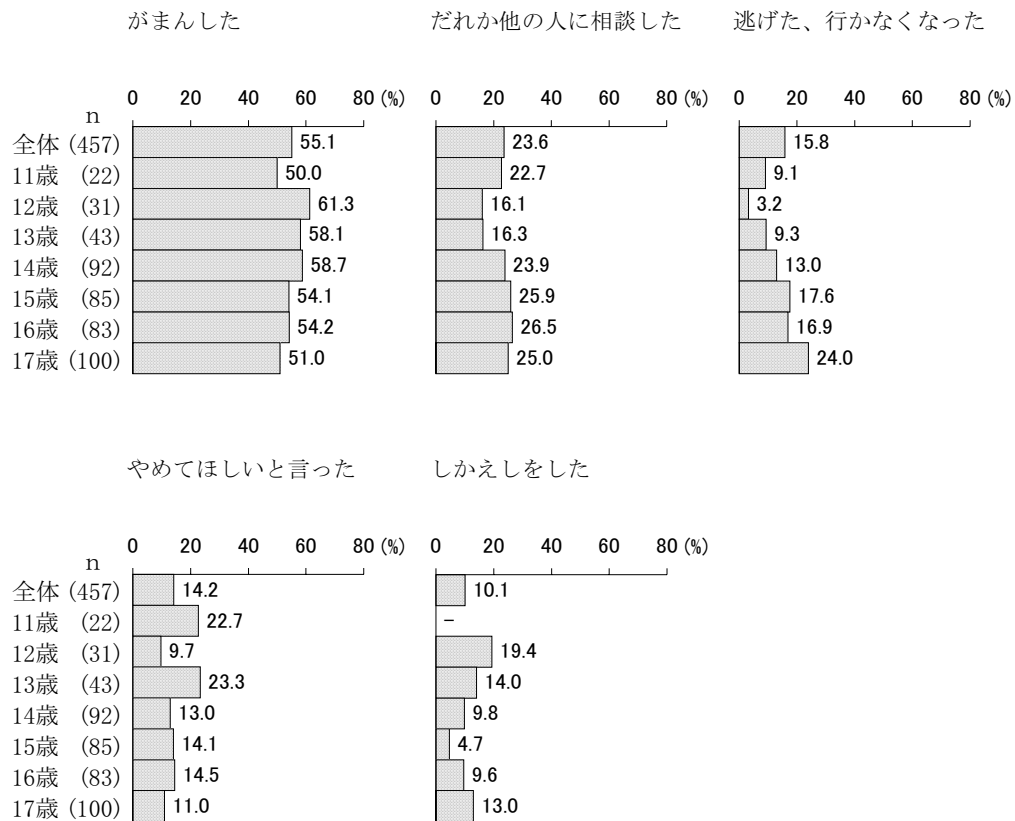 がまんした だれか他の人に相談した 逃げた、行かなくなった
0 20 40 60 80 (%) 0 20 40 60 80 (%) 0 20 40 60 80 (%)
n
全体 (457) 55.1 23.6 15.8
11歳 (22) 50.0 22.7 9.1
12歳 (31) 61.3 16.1 3.2
13歳 (43) 58.1 16.3 9.3
14歳 (92) 58.7 23.9 13.0
15歳 (85) 54.1 25.9 17.6
16歳 (83) 54.2 26.5 16.9
17歳 (100) 51.0 25.0 24.0
やめてほしいと言った しかえしをした
0 20 40 60 80 (%) 0 20 40 60 80 (%)
n
全体 (457) 14.2 10.1
11歳 (22) 22.7 -
12歳 (31) 9.7 19.4
13歳 (43) 23.3 14.0
14歳 (92) 13.0 9.8
15歳 (85) 14.1 4.7
16歳 (83) 14.5 9.6
17歳 (100) 11.0 13.0